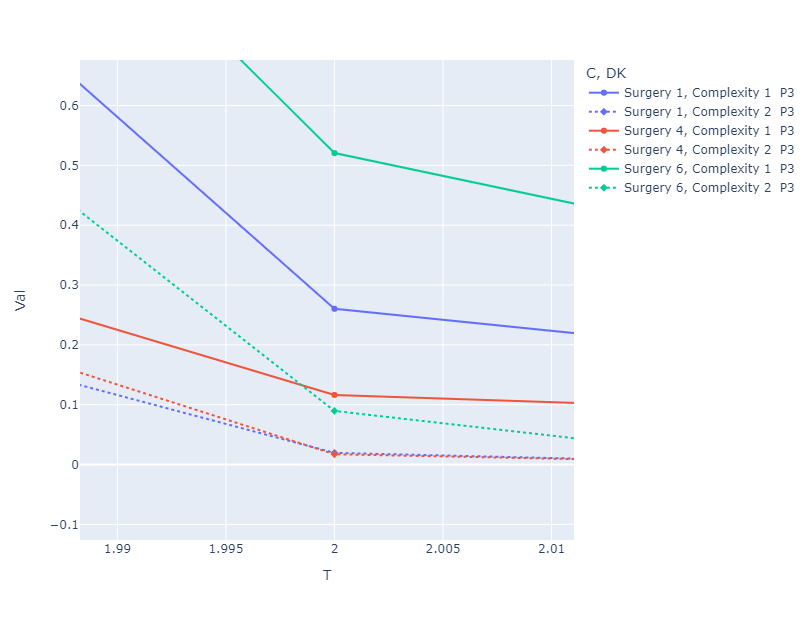 C, DK
Surgery 1, Complexity 1 P3
Surgery 1, Complexity 2 P3
Surgery 4, Complexity 1 P3
Surgery 4, Complexity 2 P3
Surgery 6, Complexity 1 P3
Surgery 6, Complexity 2 P3
Val
0.6
0.5
0.4
0.3
0.2
0.1
0
−0.1
1.99 1.995 2 2.005 2.01
T